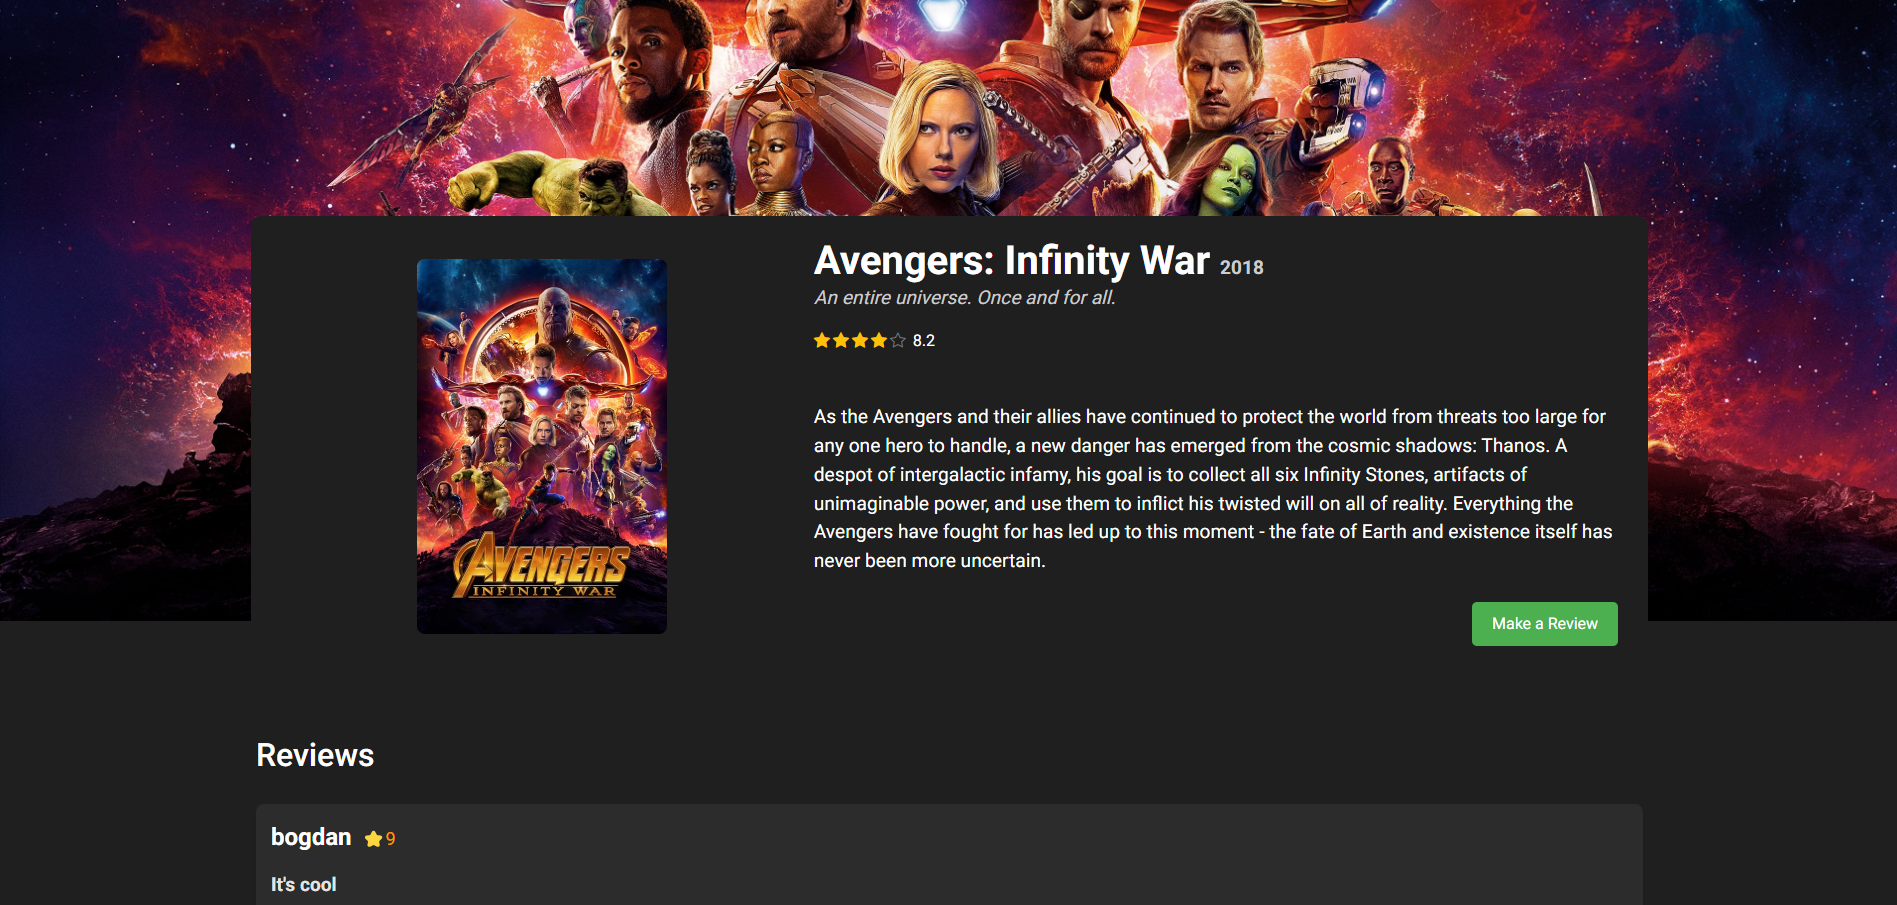 Avengers: Infinity War 2018
An entire universe. Once and for all.
8.2
As the Avengers and their allies have continued to protect the world from threats too large for
any one hero to handle, a new danger has emerged from the cosmic shadows: Thanos. A
despot of intergalactic infamy, his goal is to collect all six Infinity Stones, artifacts of
unimaginable power, and use them to inflict his twisted will on all of reality. Everything the
Avengers have fought for has led up to this moment - the fate of Earth and existence itself has
never been more uncertain.
AVENGERS
INFINITY WAR
Make a Review
Reviews
bogdan 9
It's cool